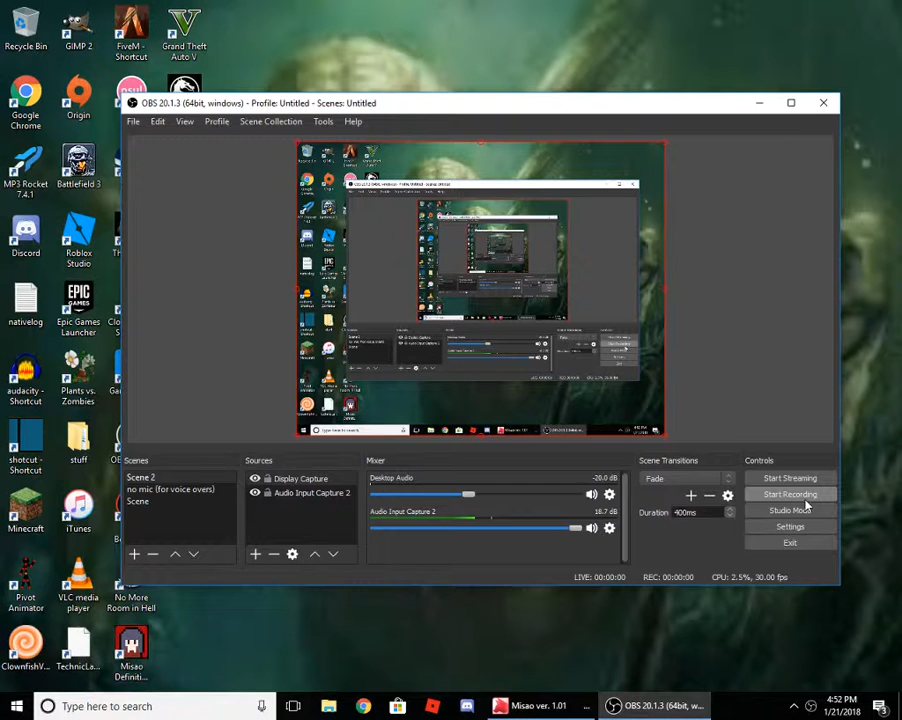 Recycle Bin
GIMP 2
FiveM -
Shortcut
Grand Theft
Auto V
Google
Chrome
Origin
osu!
MP3 Rocket
7.4.1
Battlefield 3
Discord
Roblox
Studio
nativelog
Epic Games
Launcher
audacity -
Shortcut
Plants vs.
Zombies
shotcut -
Shortcut
stuff
Minecraft
iTunes
Pivot
Animator
VLC media
player
No More
Room in Hell
ClownfishV...
TechnicLa...
Misao
Definiti...
OBS 20.1.3 (64bit, windows) - Profile: Untitled - Scenes: Untitled
File Edit View Profile Scene Collection Tools Help
Scenes
Scene 2
no mic (for voice overs)
Scene
Sources
Display Capture
Audio Input Capture 2
Mixer
Desktop Audio -20.0 dB
Audio Input Capture 2 18.7 dB
Scene Transitions
Fade
Duration 400ms
Controls
Start Streaming
Start Recording
Studio Mode
Settings
Exit
LIVE: 00:00:00 REC: 00:00:00 CPU: 2.5%, 30.00 fps
Type here to search
Misao ver. 1.01
OBS 20.1.3 (64bit, w...
4:52 PM
1/21/2018
3